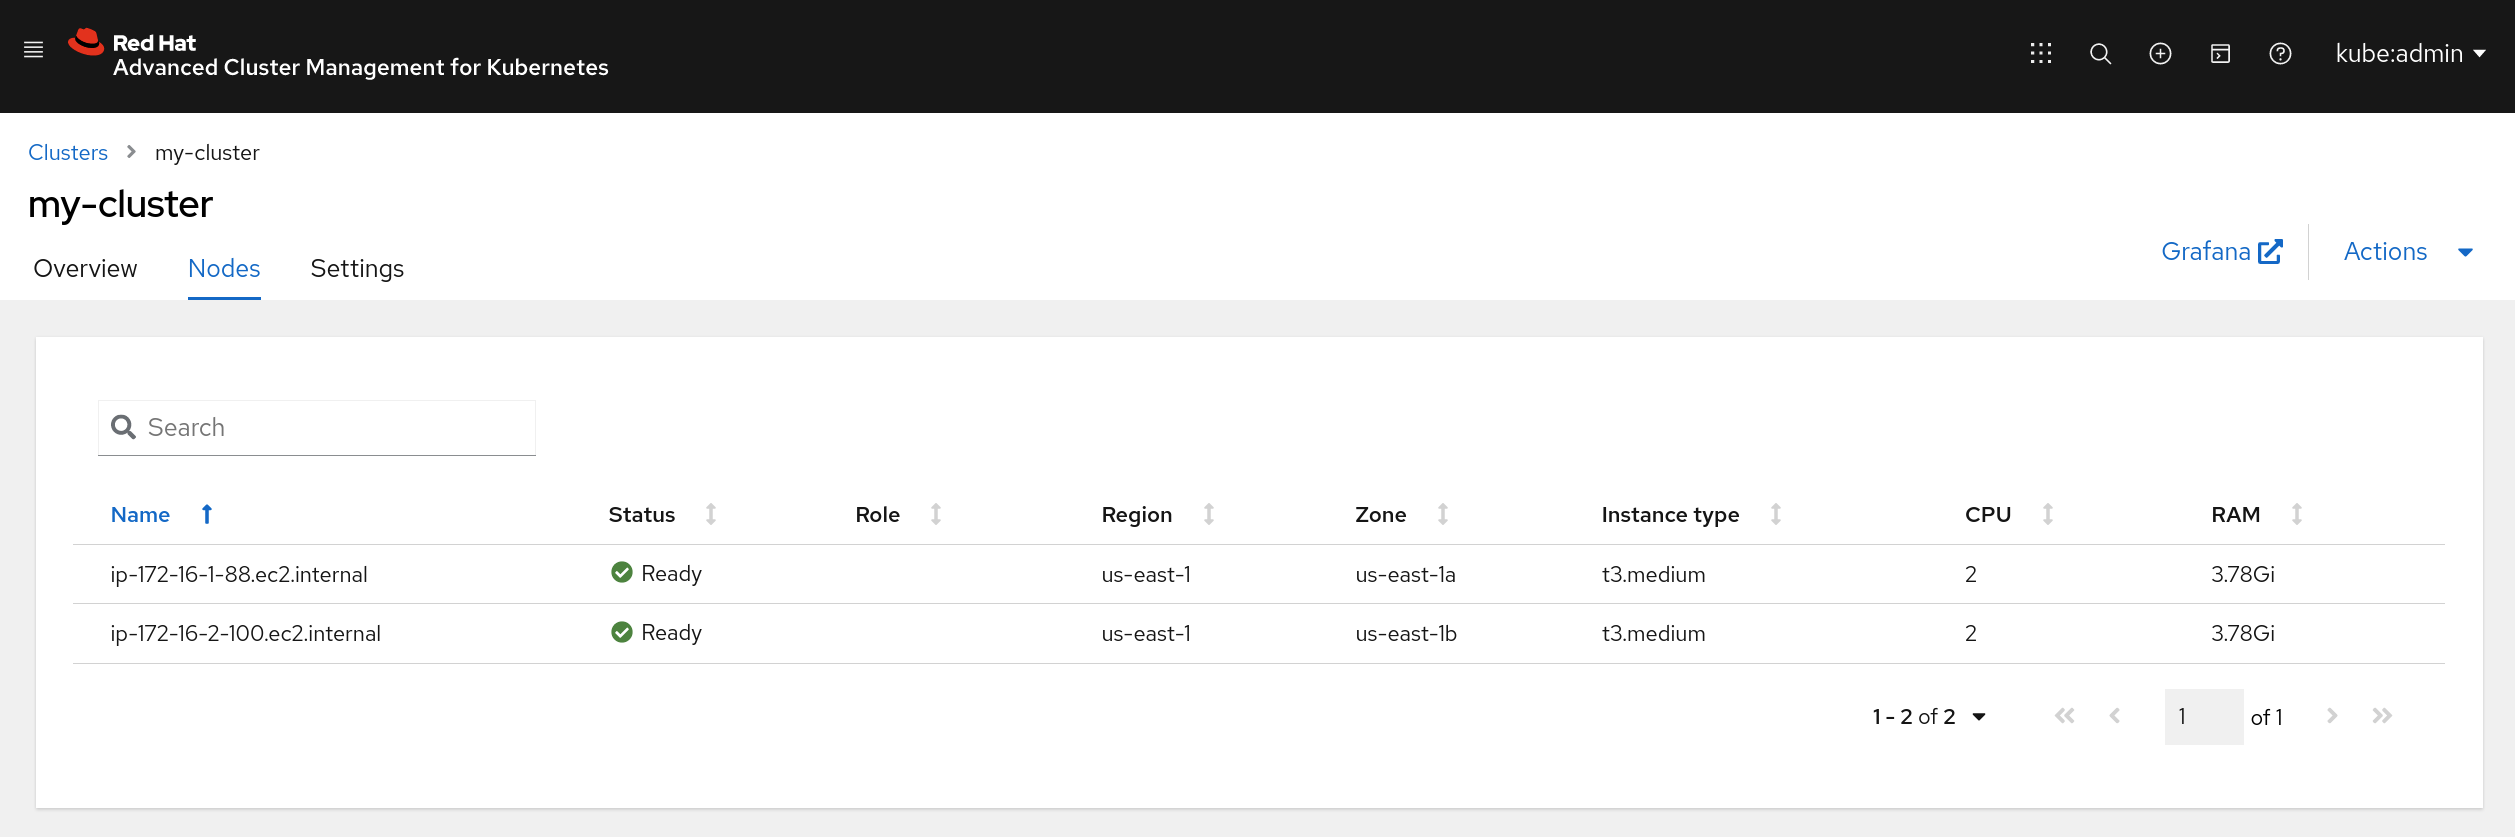 Red Hat
Advanced Cluster Management for Kubernetes
kube:admin
Clusters my-cluster
my-cluster
Overview Nodes Settings
Grafana Actions
Search
Name Status Role Region Zone Instance type CPU RAM
ip-172-16-1-88.ec2.internal Ready us-east-1 us-east-1a t3.medium 2 3.78Gi
ip-172-16-2-100.ec2.internal Ready us-east-1 us-east-1b t3.medium 2 3.78Gi
1 - 2 of 2 1 of 1